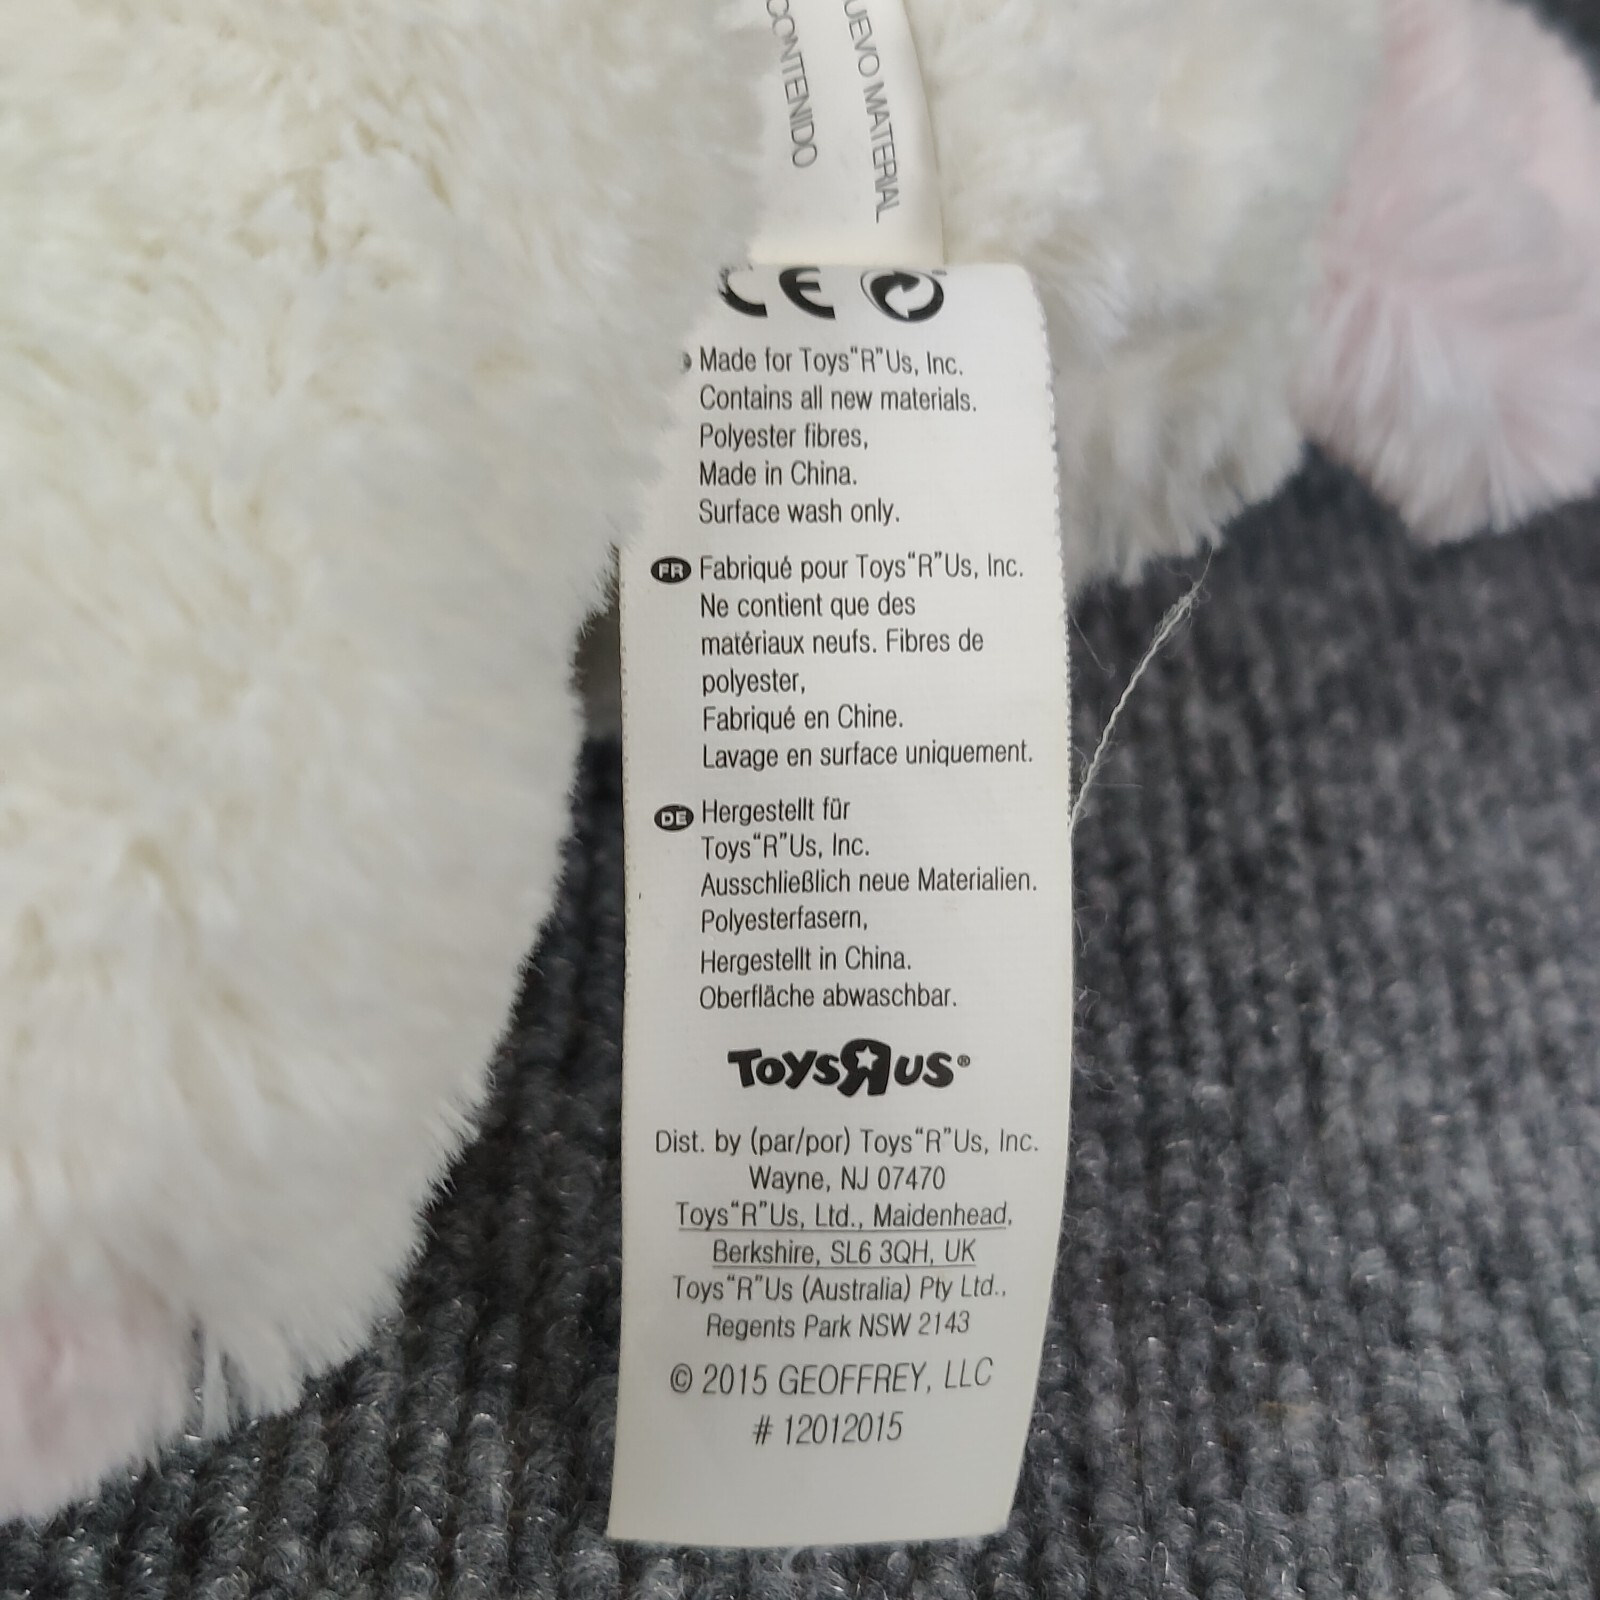 CONTENIDO
MATERIAL
CE
Made for Toys"R"Us, Inc.
Contains all new materials.
Polyester fibres,
Made in China.
Surface wash only.
FR Fabriqué pour Toys"R"Us, Inc.
Ne contient que des
matériaux neufs. Fibres de
polyester,
Fabriqué en Chine.
Lavage en surface uniquement.
DE Hergestellt für
Toys"R"Us, Inc.
Ausschließlich neue Materialien.
Polyesterfasern,
Hergestellt in China.
Oberfläche abwaschbar.
TOYSRUS®
Dist. by (par/por) Toys"R"Us, Inc.
Wayne, NJ 07470
Toys"R"Us, Ltd., Maidenhead,
Berkshire, SL6 3QH, UK
Toys"R"Us (Australia) Pty Ltd.,
Regents Park NSW 2143
© 2015 GEOFFREY, LLC
# 12012015